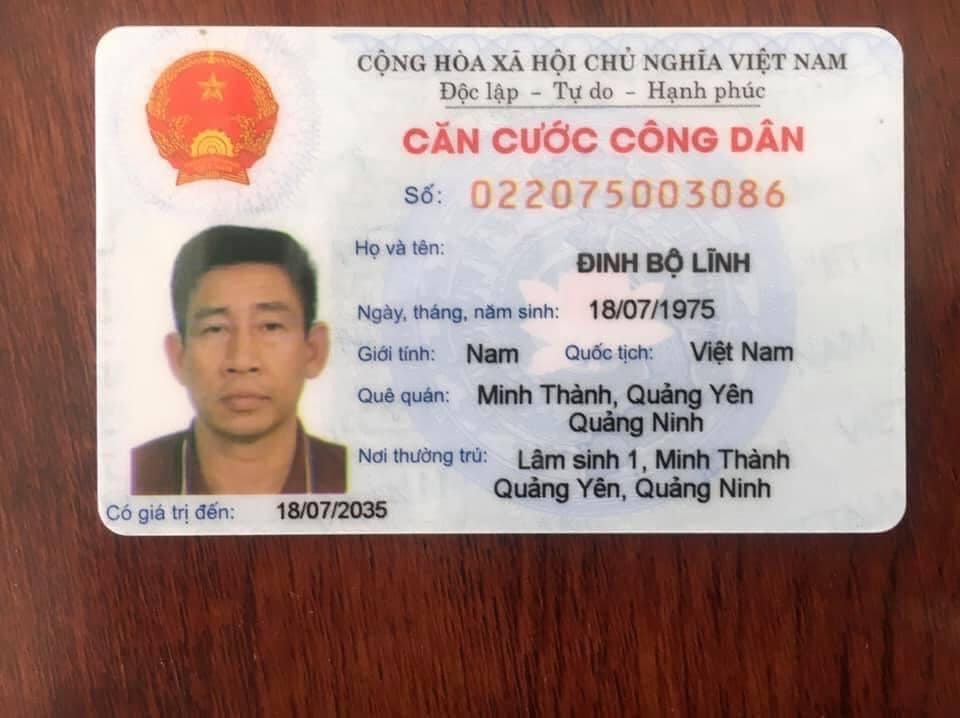 CỘNG HÒA XÃ HỘI CHỦ NGHĨA VIỆT NAM
Độc lập - Tự do - Hạnh phúc
CĂN CƯỚC CÔNG DÂN
Số: 022075003086
Họ và tên:
ĐINH BỘ LĨNH
Ngày, tháng, năm sinh: 18/07/1975
Giới tính: Nam Quốc tịch: Việt Nam
Quê quán: Minh Thành, Quảng Yên
Quảng Ninh
Nơi thường trú: Lâm sinh 1, Minh Thành
Quảng Yên, Quảng Ninh
Có giá trị đến: 18/07/2035